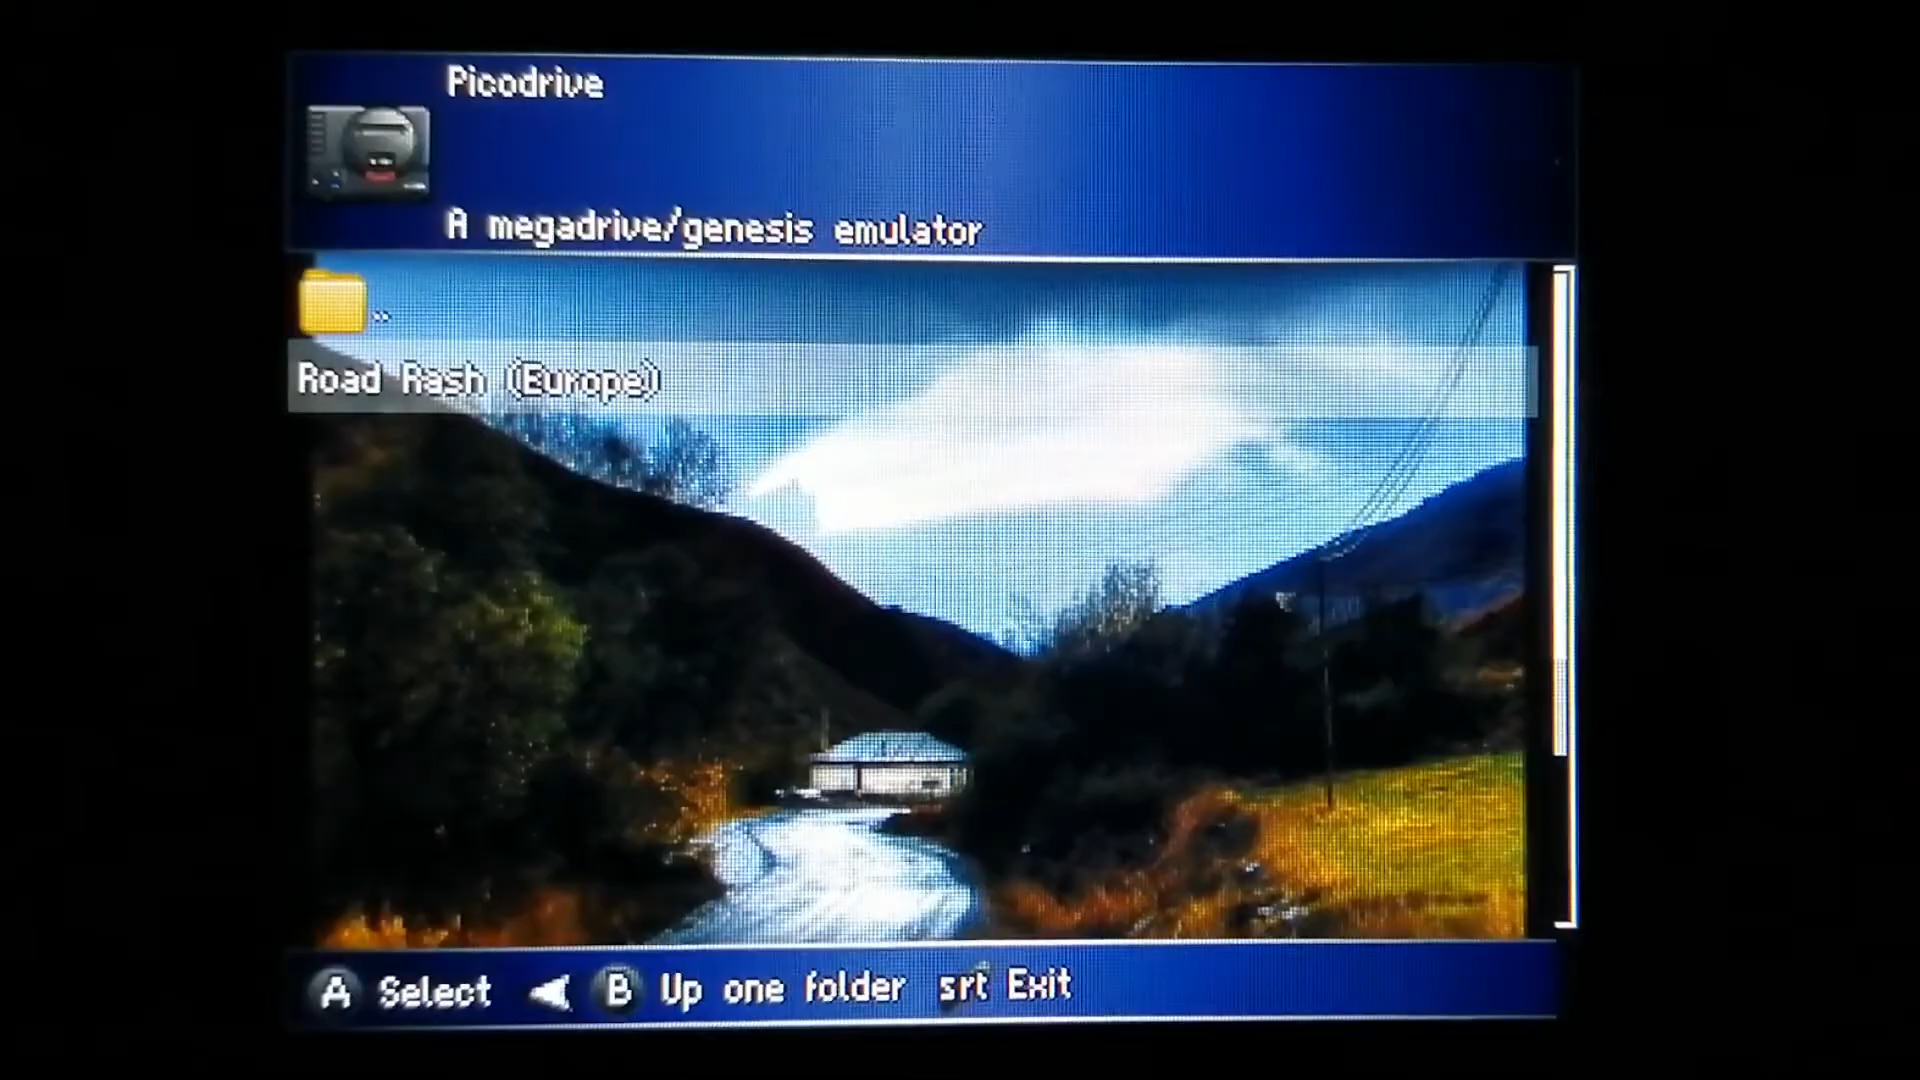 Picodrive
A megadrive/genesis emulator
..
Road Rash (Europe)
A Select B Up one folder srt Exit